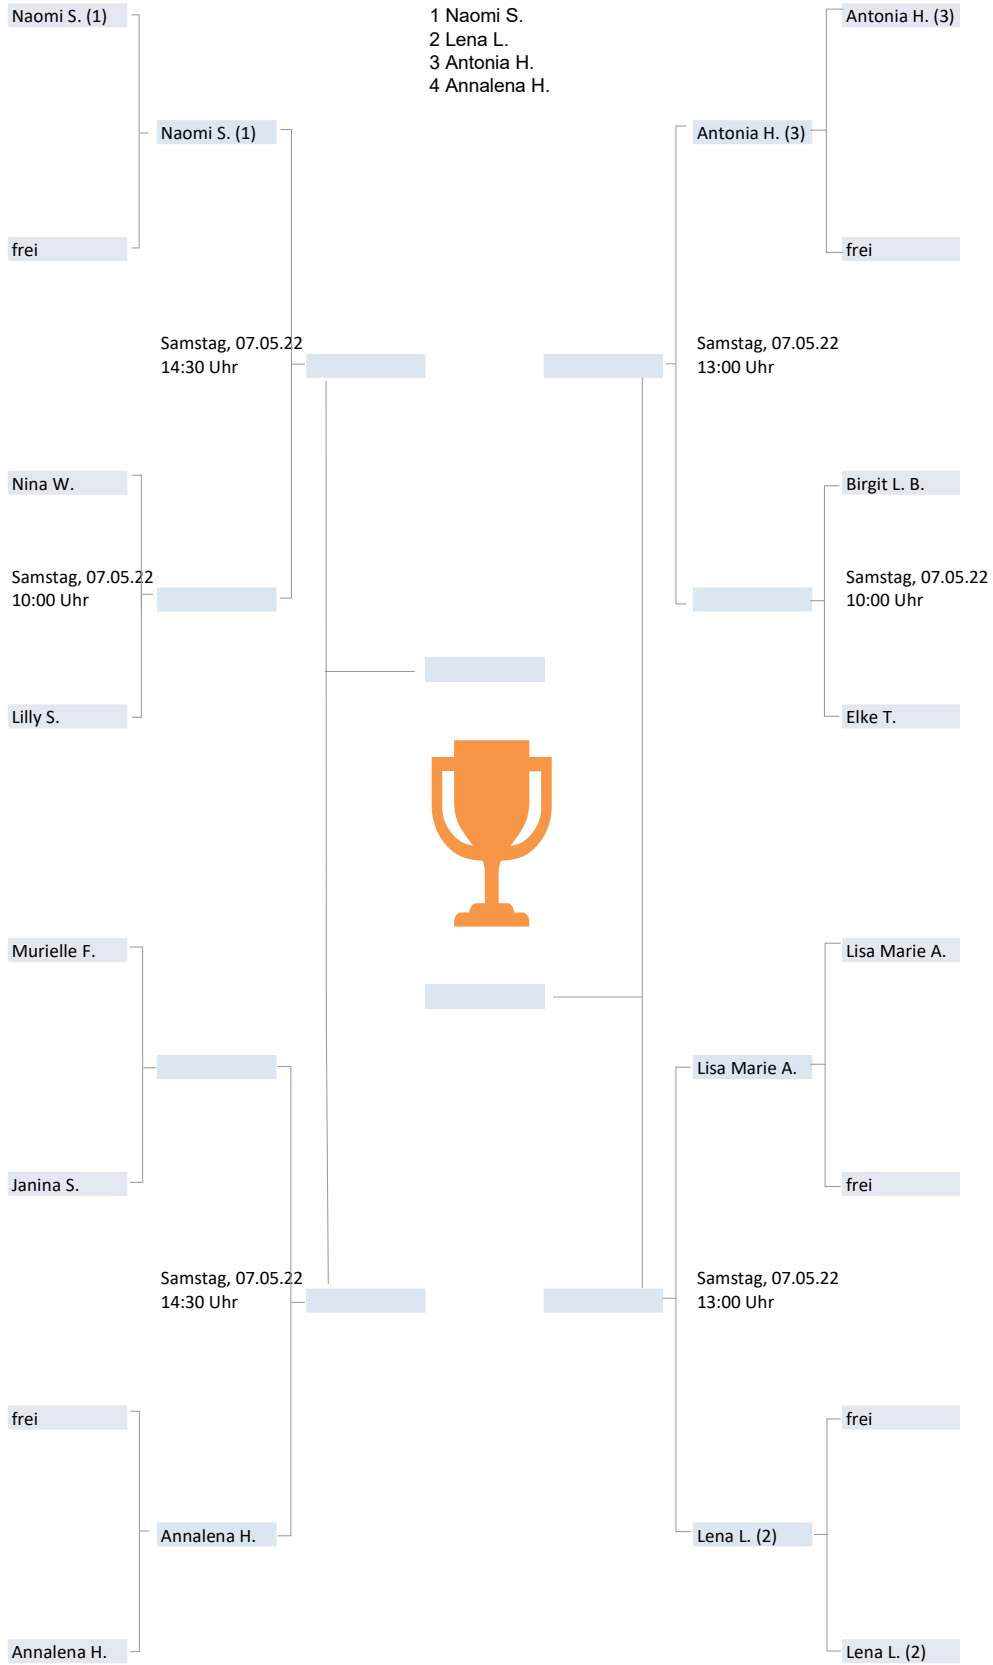 Naomi S. (1)
1 Naomi S.
2 Lena L.
3 Antonia H.
4 Annalena H.
Antonia H. (3)
Naomi S. (1)
Antonia H. (3)
frei
frei
Samstag, 07.05.22
14:30 Uhr
Samstag, 07.05.22
13:00 Uhr
Nina W.
Birgit L. B.
Samstag, 07.05.22
10:00 Uhr
Samstag, 07.05.22
10:00 Uhr
Lilly S.
Elke T.
Murielle F.
Lisa Marie A.
Lisa Marie A.
Janina S.
frei
Samstag, 07.05.22
14:30 Uhr
Samstag, 07.05.22
13:00 Uhr
frei
frei
Annalena H.
Lena L. (2)
Annalena H.
Lena L. (2)